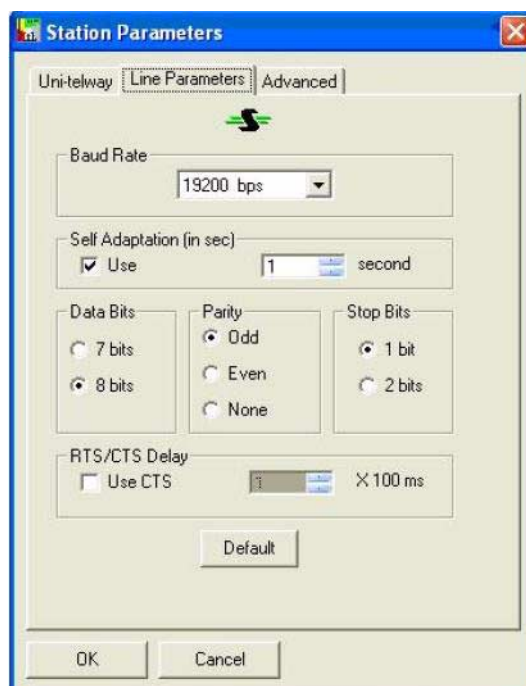 Station Parameters
Uni-telway Line Parameters Advanced
Baud Rate
19200 bps
Self Adaptation (in sec)
Use 1 second
Data Bits Parity Stop Bits
7 bits Odd 1 bit
8 bits Even 2 bits
None
RTS/CTS Delay
Use CTS 1 X 100 ms
Default
OK Cancel